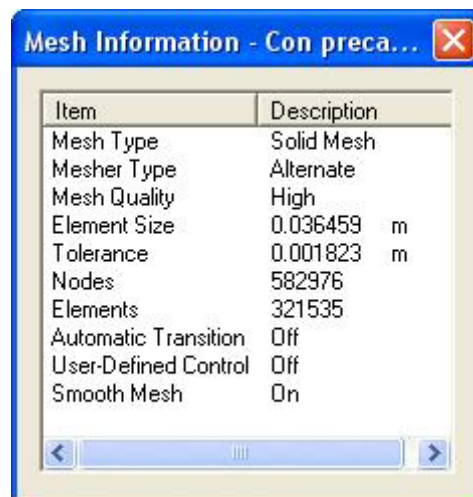 Mesh Information - Con preca...
Item Description
Mesh Type Solid Mesh
Mesher Type Alternate
Mesh Quality High
Element Size 0.036459 m
Tolerance 0.001823 m
Nodes 582976
Elements 321535
Automatic Transition Off
User-Defined Control Off
Smooth Mesh On